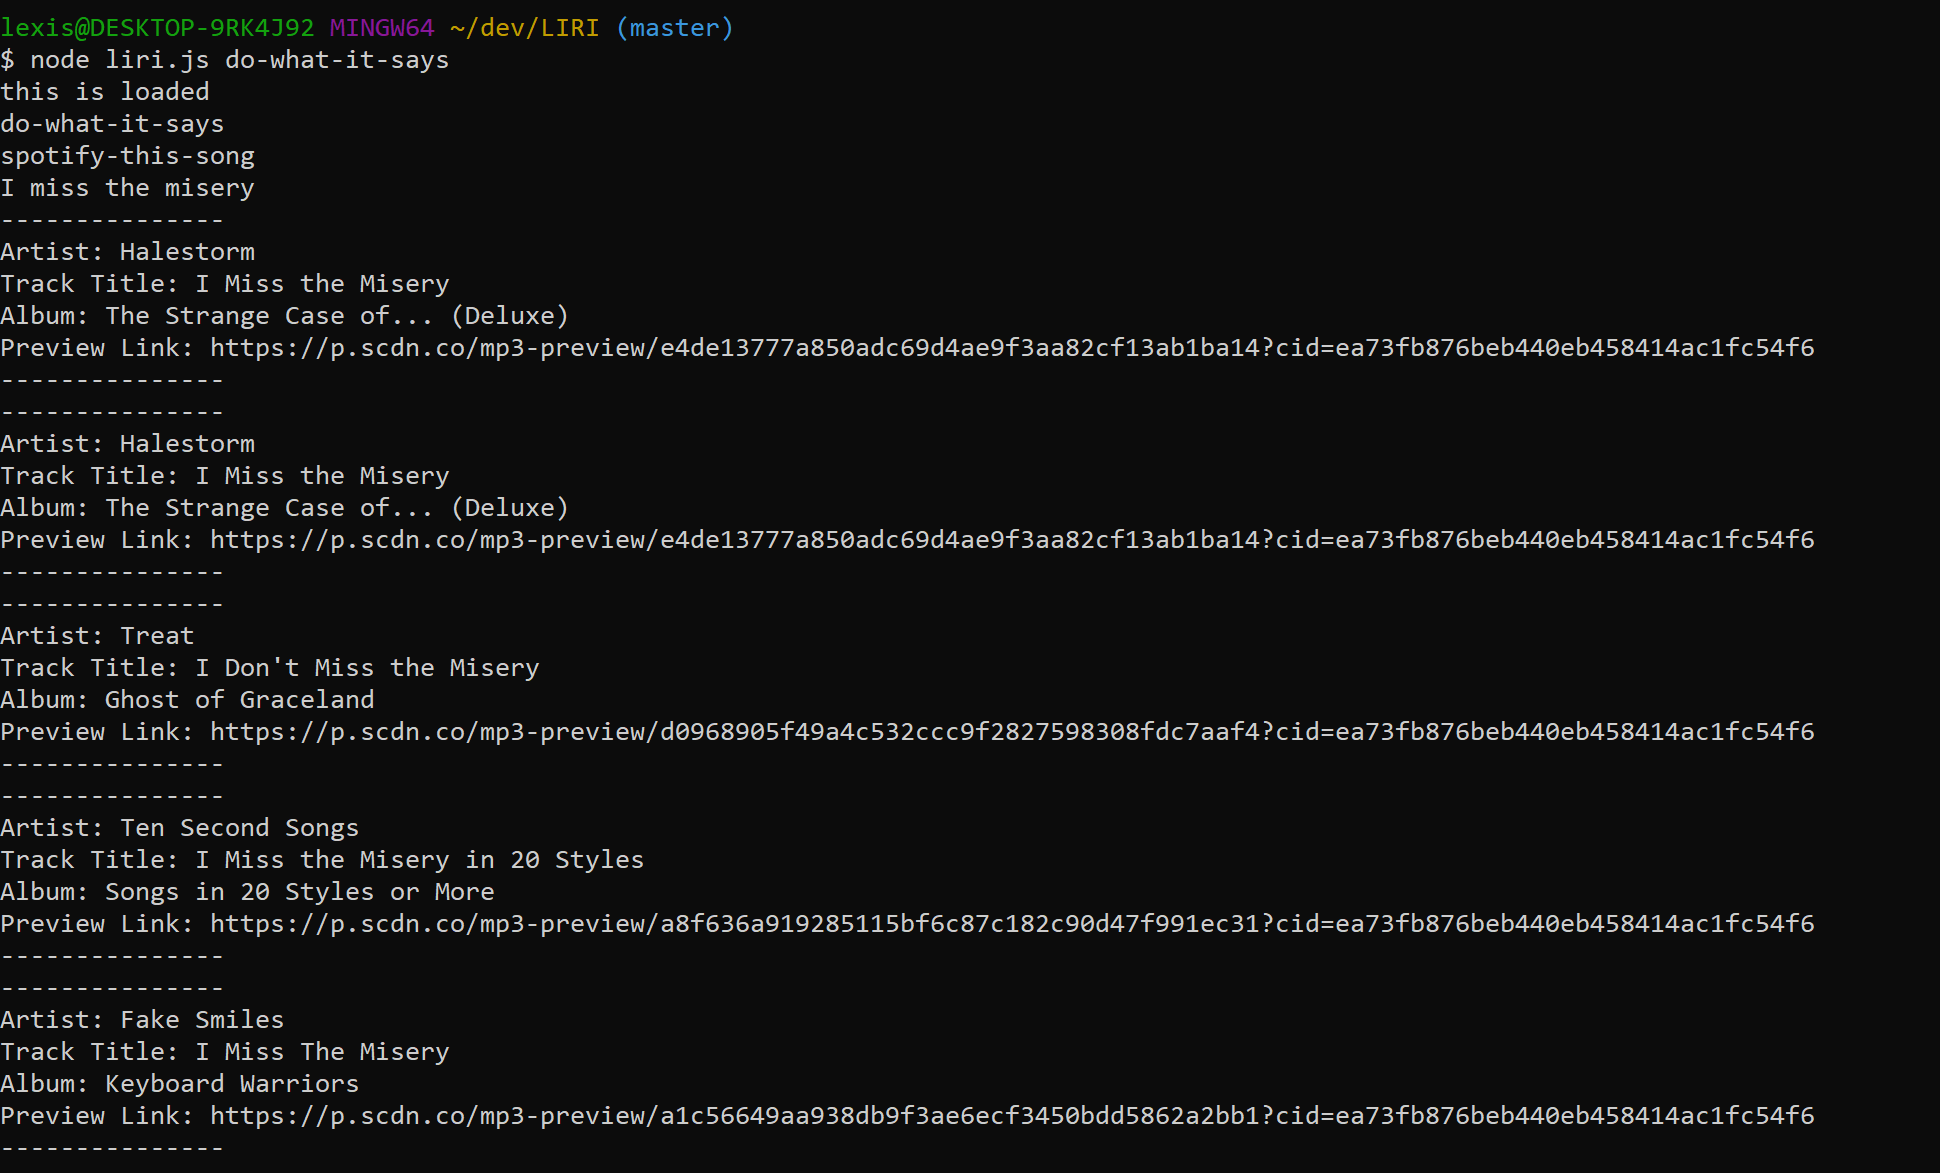 lexis@DESKTOP-9RK4J92 MINGW64 ~/dev/LIRI (master)
$ node liri.js do-what-it-says
this is loaded
do-what-it-says
spotify-this-song
I miss the misery
---------------
Artist: Halestorm
Track Title: I Miss the Misery
Album: The Strange Case of... (Deluxe)
Preview Link: https://p.scdn.co/mp3-preview/e4de13777a850adc69d4ae9f3aa82cf13ab1ba14?cid=ea73fb876beb440eb458414ac1fc54f6
---------------
---------------
Artist: Halestorm
Track Title: I Miss the Misery
Album: The Strange Case of... (Deluxe)
Preview Link: https://p.scdn.co/mp3-preview/e4de13777a850adc69d4ae9f3aa82cf13ab1ba14?cid=ea73fb876beb440eb458414ac1fc54f6
---------------
---------------
Artist: Treat
Track Title: I Don't Miss the Misery
Album: Ghost of Graceland
Preview Link: https://p.scdn.co/mp3-preview/d0968905f49a4c532ccc9f2827598308fdc7aaf4?cid=ea73fb876beb440eb458414ac1fc54f6
---------------
---------------
Artist: Ten Second Songs
Track Title: I Miss the Misery in 20 Styles
Album: Songs in 20 Styles or More
Preview Link: https://p.scdn.co/mp3-preview/a8f636a919285115bf6c87c182c90d47f991ec31?cid=ea73fb876beb440eb458414ac1fc54f6
---------------
---------------
Artist: Fake Smiles
Track Title: I Miss The Misery
Album: Keyboard Warriors
Preview Link: https://p.scdn.co/mp3-preview/a1c56649aa938db9f3ae6ecf3450bdd5862a2bb1?cid=ea73fb876beb440eb458414ac1fc54f6
---------------